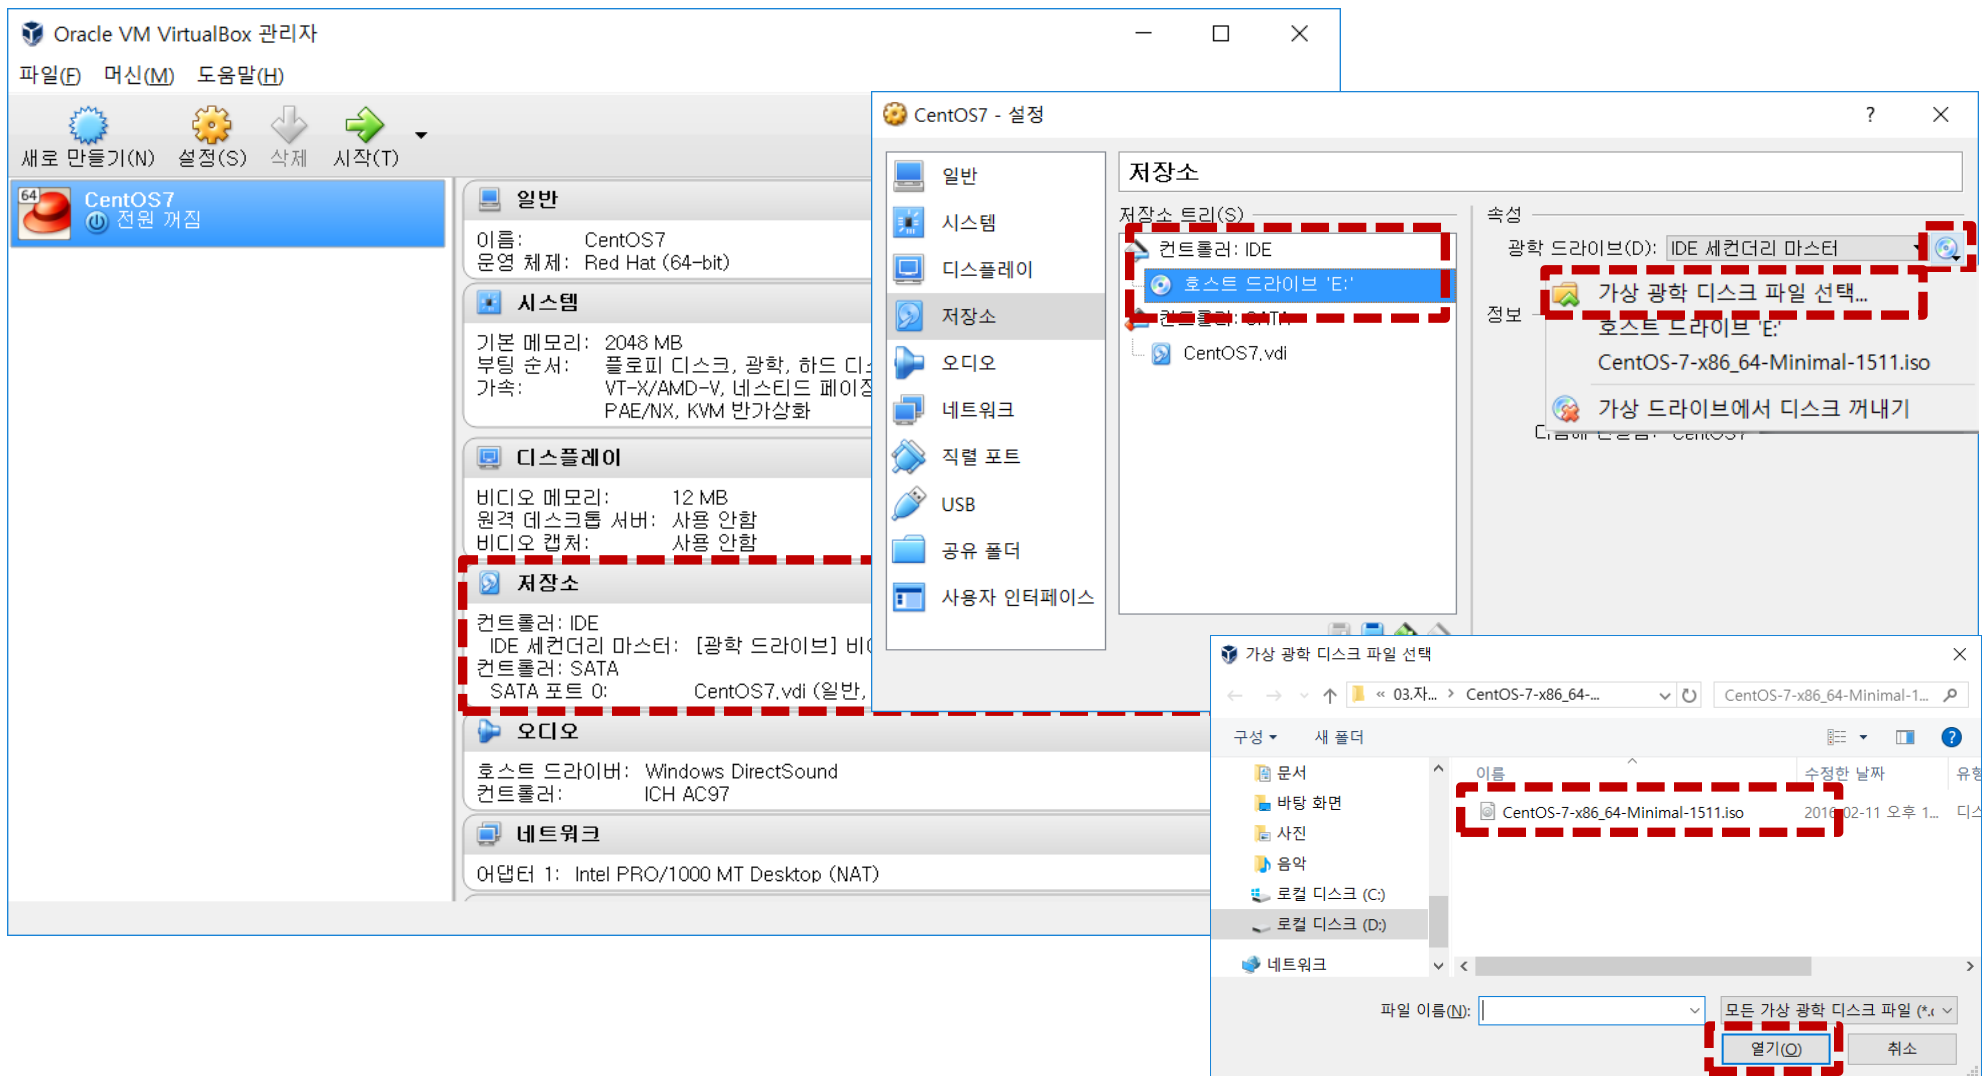 Oracle VM VirtualBox 관리자
파일(F) 머신(M) 도움말(H)
새로 만들기(N) 설정(S) 삭제 시작(T)
64
CentOS7
전원 꺼짐
일반
이름: CentOS7
운영 체제: Red Hat (64-bit)
시스템
기본 메모리: 2048 MB
부팅 순서: 플로피 디스크, 광학, 하드
가속: VT-X/AMD-V, 네스티드
PAE/NX, KVM 반가상화
디스플레이
비디오 메모리: 12 MB
원격 데스크톱 서버: 사용 안함
비디오 캡처: 사용 안함
저장소
컨트롤러: IDE
IDE 세컨더리 마스터: [광학 드라이브]
컨트롤러: SATA
SATA 포트 0: CentOS7.vdi (일반,
오디오
호스트 드라이버: Windows DirectSound
컨트롤러: ICH AC97
네트워크
어댑터 1: Intel PRO/1000 MT Desktop (NAT)
CentOS7 - 설정
?
일반
시스템
디스플레이
저장소
오디오
네트워크
직렬 포트
USB
공유 폴더
사용자 인터페이스
저장소
저장소 트리(S)
컨트롤러: IDE
호스트 드라이브 'E:'
컨트롤러: SATA
CentOS7.vdi
속성
광학 드라이브(D): IDE 세컨더리 마스터
정보
가상 광학 디스크 파일 선택...
호스트 드라이브 'E:'
CentOS-7-x86_64-Minimal-1511.iso
가상 드라이브에서 디스크 꺼내기
CentOS7
가상 광학 디스크 파일 선택
« 03.자... > CentOS-7-x86_64-...
CentOS-7-x86_64-Minimal-1...
구성 새 폴더
?
문서
바탕 화면
사진
음악
로컬 디스크 (C:)
로컬 디스크 (D:)
네트워크
이름 수정한 날짜 유형
CentOS-7-x86_64-Minimal-1511.iso 2016-02-11 오후 1...
파일 이름(N): 모든 가상 광학 디스크 파일
열기(O) 취소